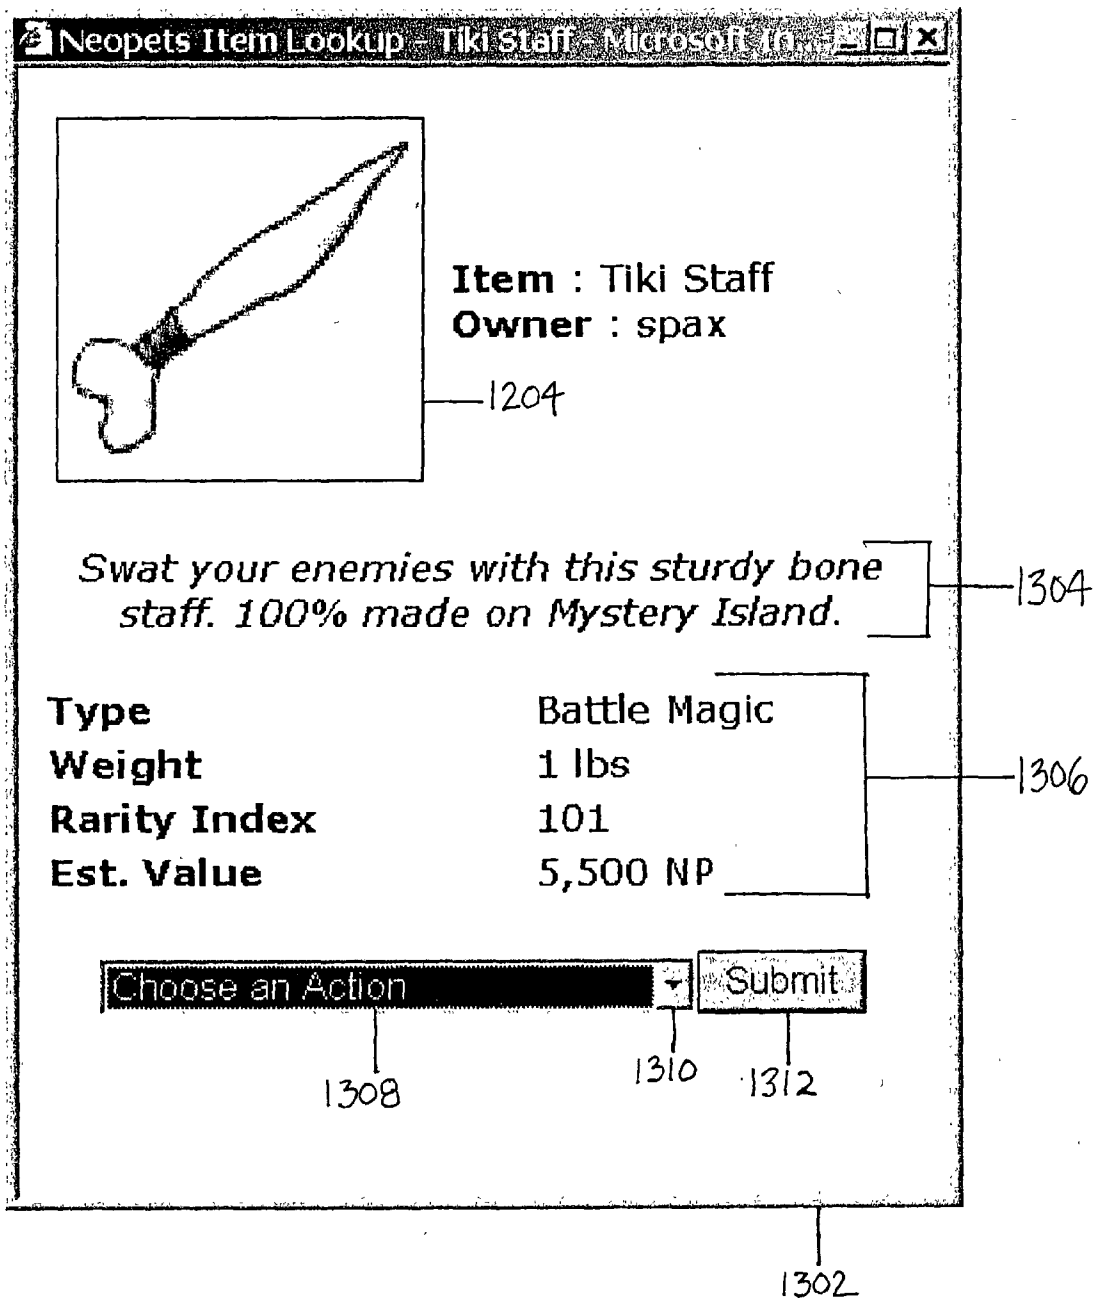 Neopets Item Lookup - Tiki Staff - Microsoft In...
Item : Tiki Staff
Owner : spax
1204
Swat your enemies with this sturdy bone
staff. 100% made on Mystery Island.
1304
Type Battle Magic
Weight 1 lbs
Rarity Index 101
Est. Value 5,500 NP
1306
Choose an Action Submit
1308 1310 1312
1302